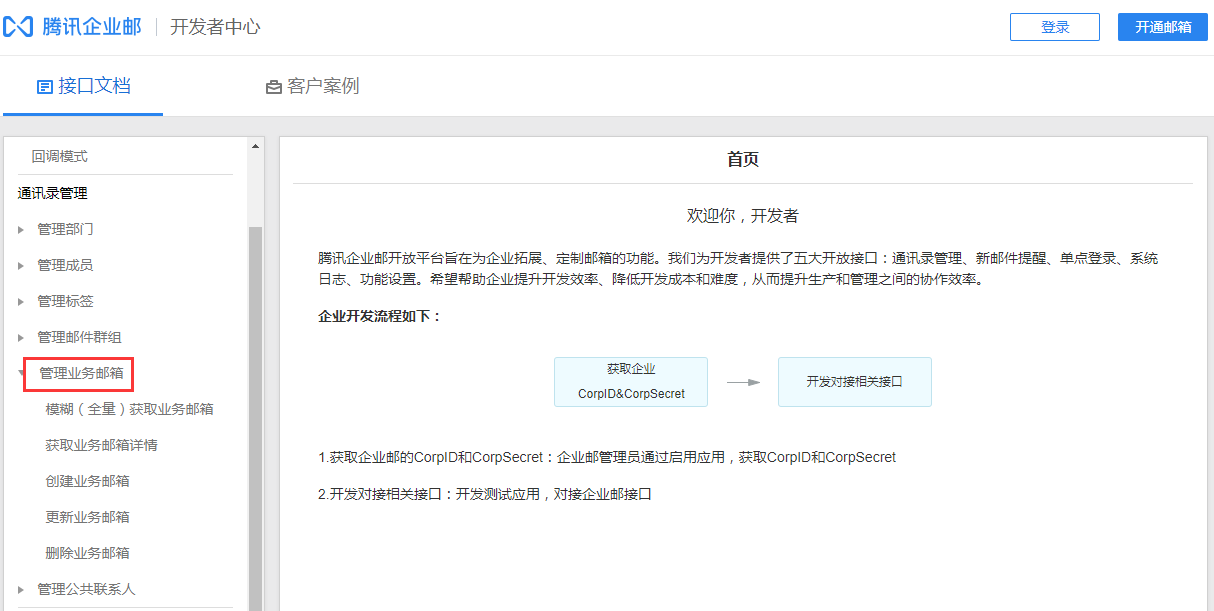 腾讯企业邮 开发者中心 登录 开通邮箱
接口文档 客户案例
回调模式
通讯录管理
管理部门
管理成员
管理标签
管理邮件群组
管理业务邮箱
模糊（全量）获取业务邮箱
获取业务邮箱详情
创建业务邮箱
更新业务邮箱
删除业务邮箱
管理公共联系人
首页
欢迎你，开发者
腾讯企业邮开放平台旨在为企业拓展、定制邮箱的功能。我们为开发者提供了五大开放接口：通讯录管理、新邮件提醒、单点登录、系统
日志、功能设置。希望帮助企业提升开发效率、降低开发成本和难度，从而提升生产和管理之间的协作效率。
企业开发流程如下：
获取企业
CorpID&CorpSecret
开发对接相关接口
1.获取企业邮的CorpID和CorpSecret：企业邮管理员通过启用应用，获取CorpID和CorpSecret
2.开发对接相关接口：开发测试应用，对接企业邮接口